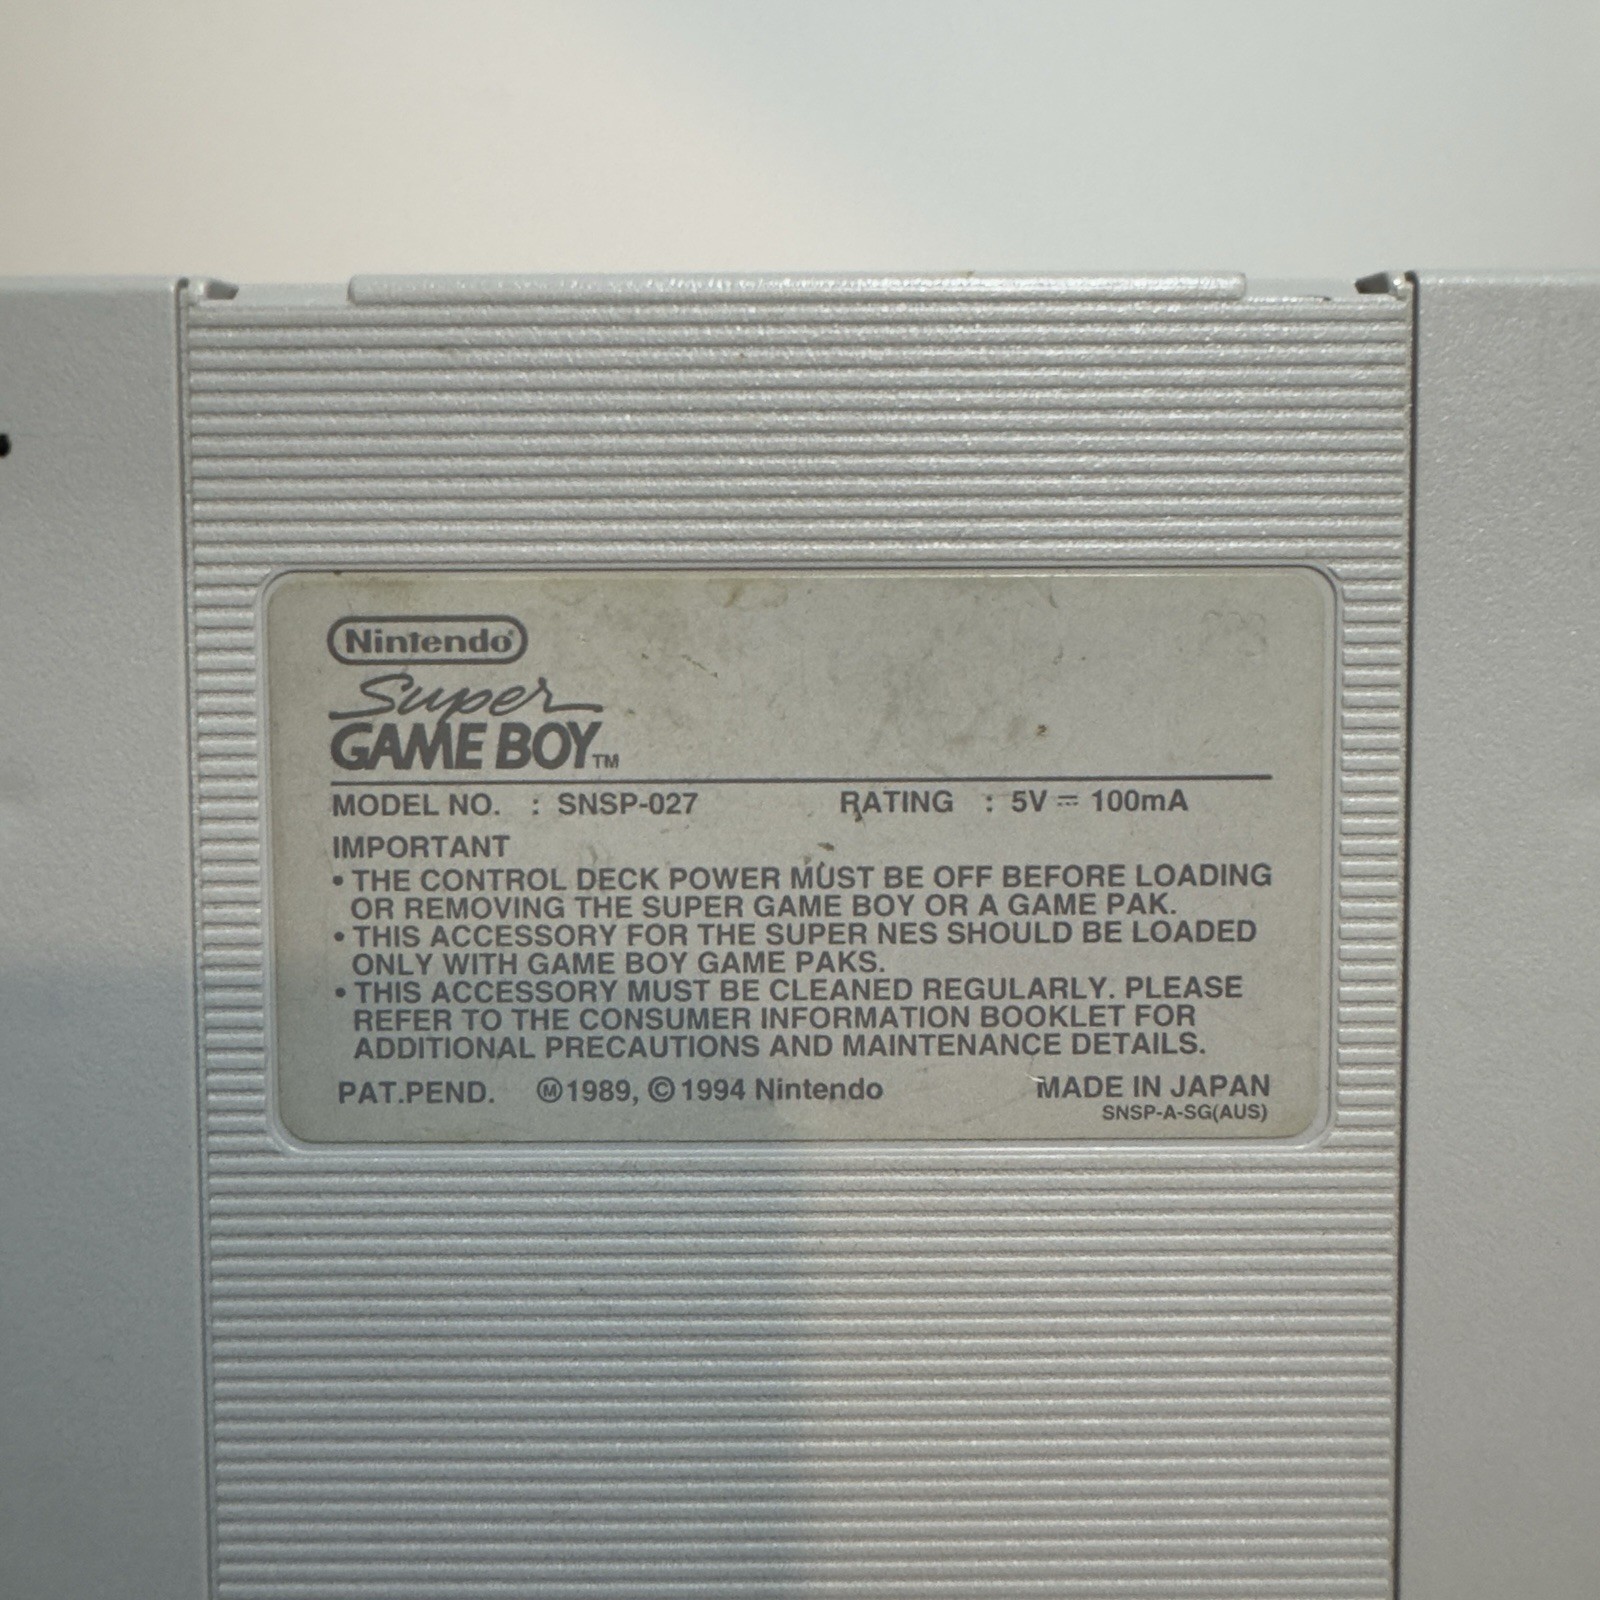 Nintendo
Super
GAME BOY™
MODEL NO. : SNSP-027 RATING : 5V ⎓ 100mA
IMPORTANT
• THE CONTROL DECK POWER MUST BE OFF BEFORE LOADING
OR REMOVING THE SUPER GAME BOY OR A GAME PAK.
• THIS ACCESSORY FOR THE SUPER NES SHOULD BE LOADED
ONLY WITH GAME BOY GAME PAKS.
• THIS ACCESSORY MUST BE CLEANED REGULARLY. PLEASE
REFER TO THE CONSUMER INFORMATION BOOKLET FOR
ADDITIONAL PRECAUTIONS AND MAINTENANCE DETAILS.
PAT.PEND. Ⓜ1989, ©1994 Nintendo MADE IN JAPAN
SNSP-A-SG(AUS)